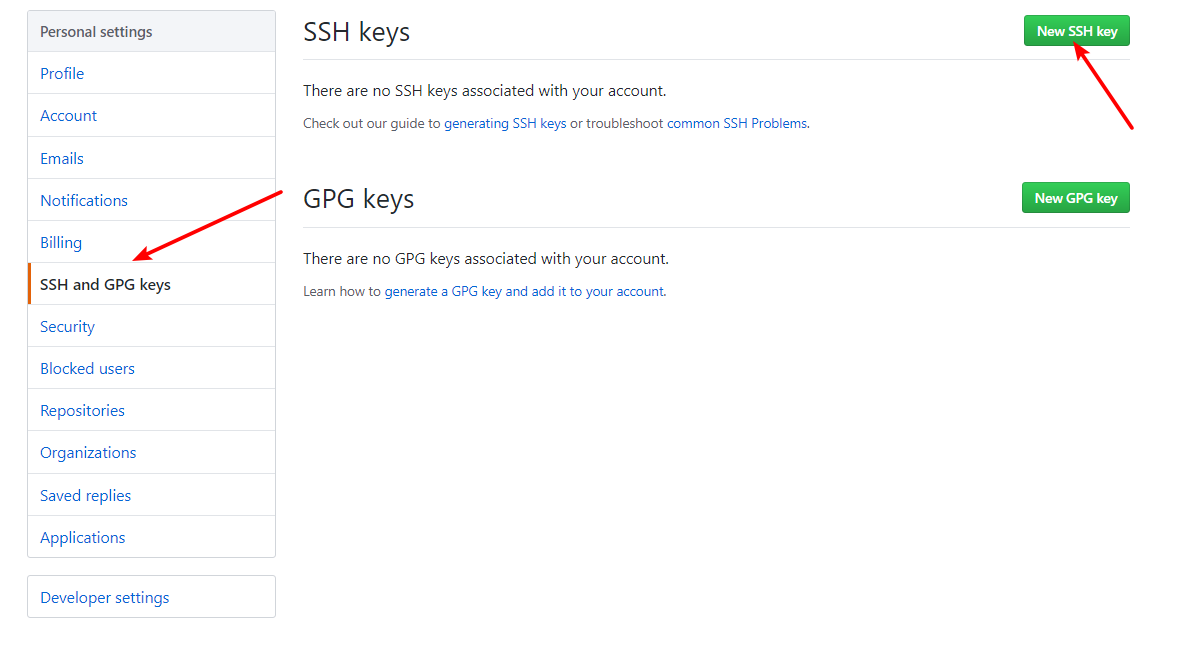 Personal settings
Profile
Account
Emails
Notifications
Billing
SSH and GPG keys
Security
Blocked users
Repositories
Organizations
Saved replies
Applications
Developer settings
SSH keys
New SSH key
There are no SSH keys associated with your account.
Check out our guide to generating SSH keys or troubleshoot common SSH Problems.
GPG keys
New GPG key
There are no GPG keys associated with your account.
Learn how to generate a GPG key and add it to your account.